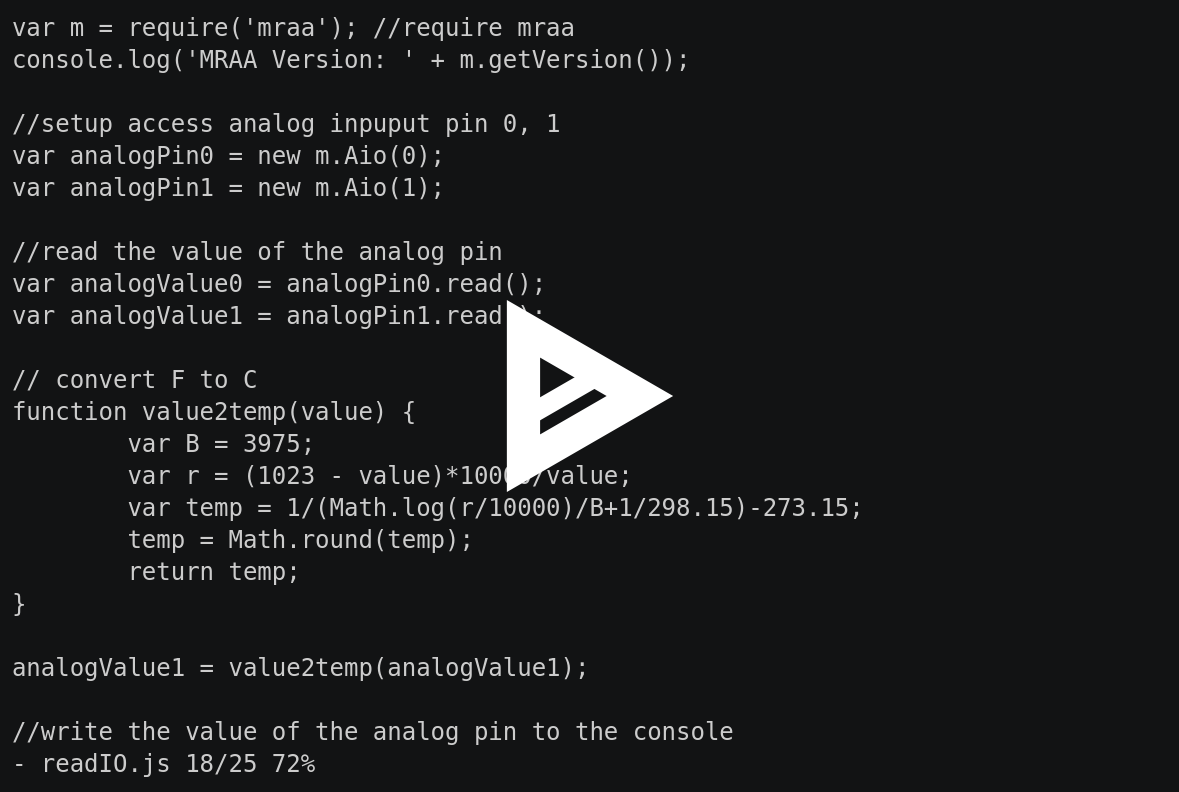 var m = require('mraa'); //require mraa
console.log('MRAA Version: ' + m.getVersion());
//setup access analog inpuput pin 0, 1
var analogPin0 = new m.Aio(0);
var analogPin1 = new m.Aio(1);
//read the value of the analog pin
var analogValue0 = analogPin0.read();
var analogValue1 = analogPin1.read();
// convert F to C
function value2temp(value) {
        var B = 3975;
        var r = (1023 - value)*10000/value;
        var temp = 1/(Math.log(r/10000)/B+1/298.15)-273.15;
        temp = Math.round(temp);
        return temp;
}
analogValue1 = value2temp(analogValue1);
//write the value of the analog pin to the console
- readIO.js 18/25 72%